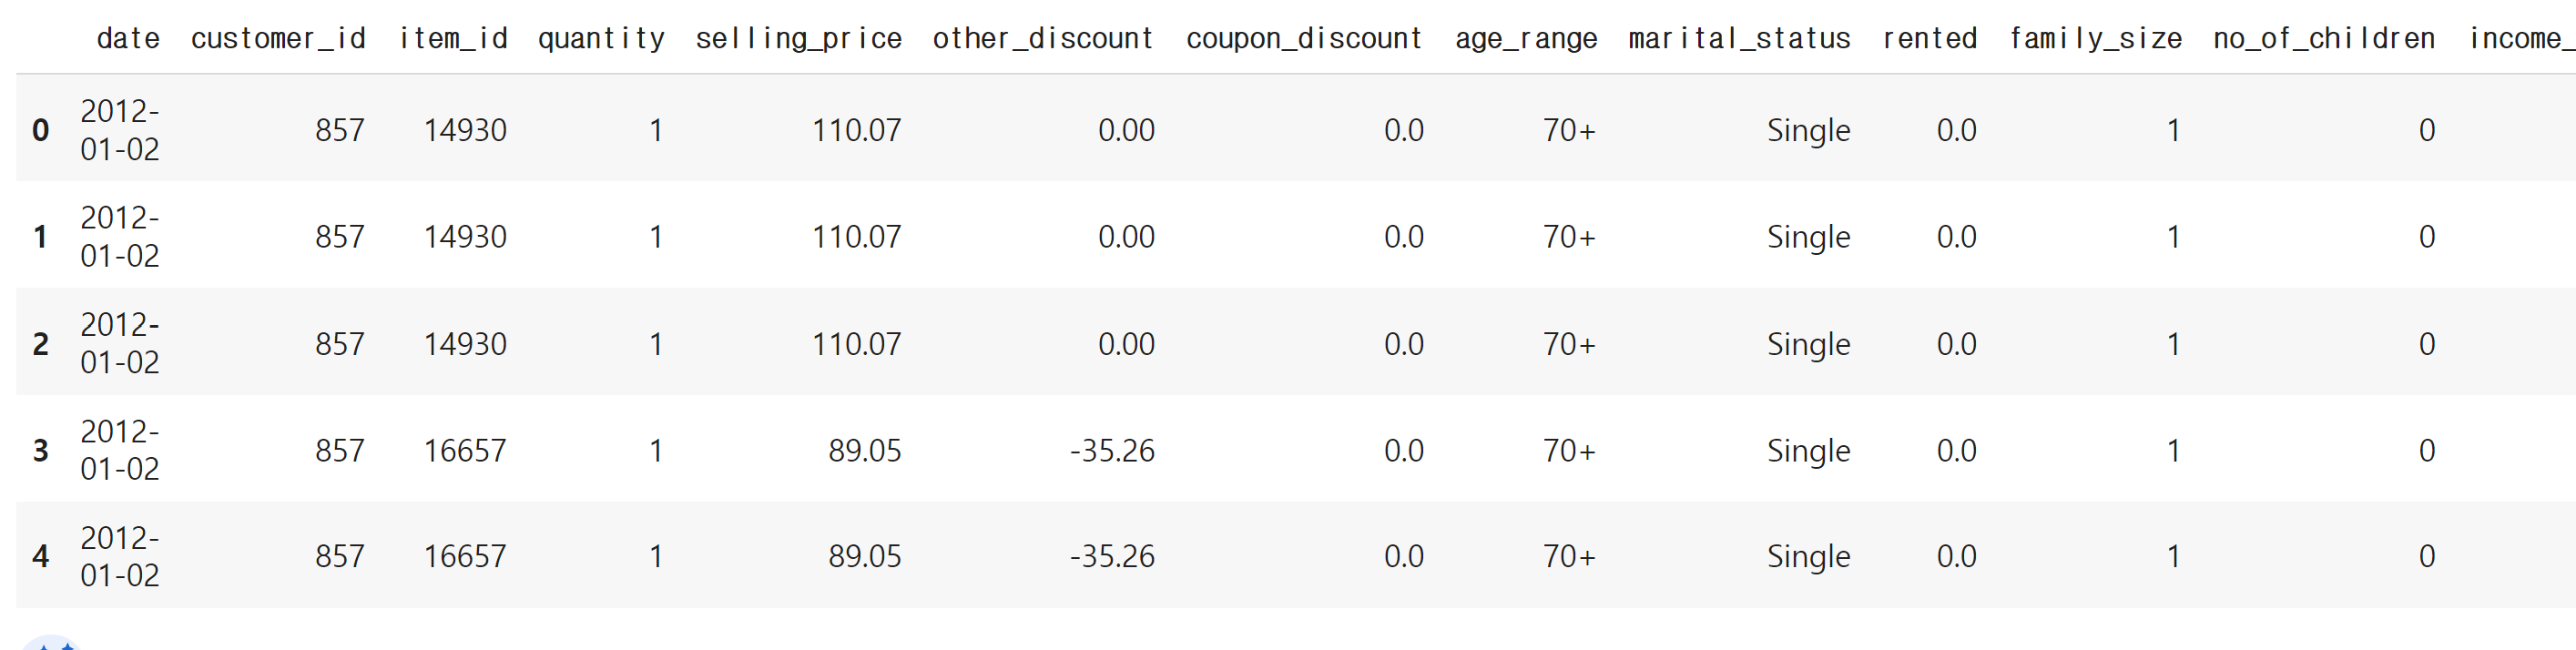 date customer_id item_id quantity selling_price other_discount coupon_discount age_range marital_status rented family_size no_of_children income_
0 2012-01-02 857 14930 1 110.07 0.00 0.0 70+ Single 0.0 1 0
1 2012-01-02 857 14930 1 110.07 0.00 0.0 70+ Single 0.0 1 0
2 2012-01-02 857 14930 1 110.07 0.00 0.0 70+ Single 0.0 1 0
3 2012-01-02 857 16657 1 89.05 -35.26 0.0 70+ Single 0.0 1 0
4 2012-01-02 857 16657 1 89.05 -35.26 0.0 70+ Single 0.0 1 0